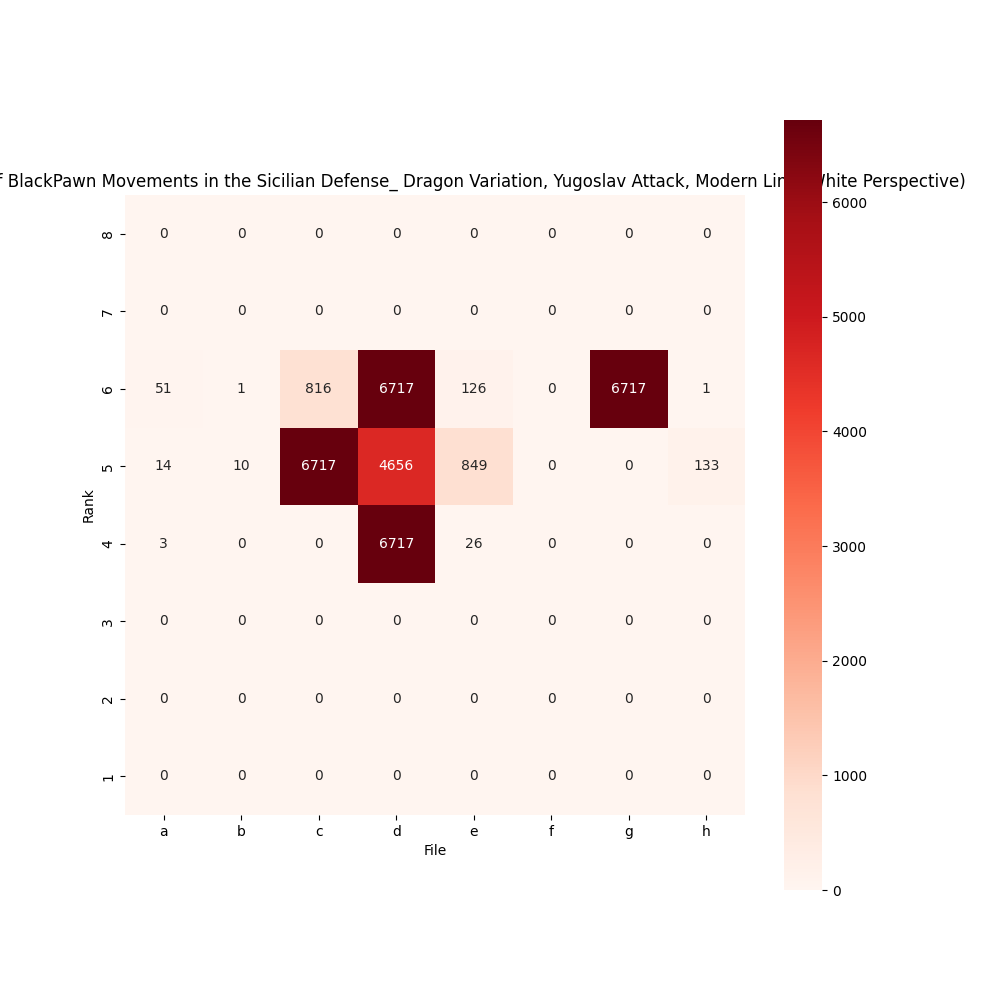 f BlackPawn Movements in the Sicilian Defense_ Dragon Variation, Yugoslav Attack, Modern Lin hite Perspective)
8 0 0 0 0 0 0 0 0
7 0 0 0 0 0 0 0 0
6 51 1 816 6717 126 0 6717 1
5 14 10 6717 4656 849 0 0 133
4 3 0 0 6717 26 0 0 0
3 0 0 0 0 0 0 0 0
2 0 0 0 0 0 0 0 0
1 0 0 0 0 0 0 0 0
a b c d e f g h
File
Rank
6000
5000
4000
3000
2000
1000
0